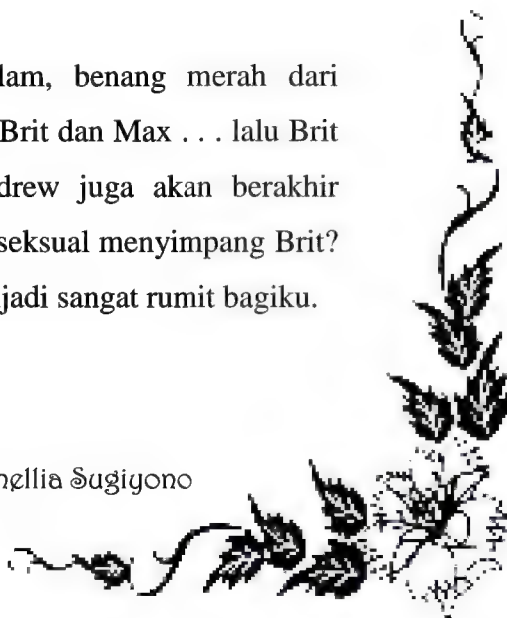 lam, benang merah dari
Brit dan Max . . . lalu Brit
drew juga akan berakhir
seksual menyimpang Brit?
jadi sangat rumit bagiku.
nellia Sugiyono